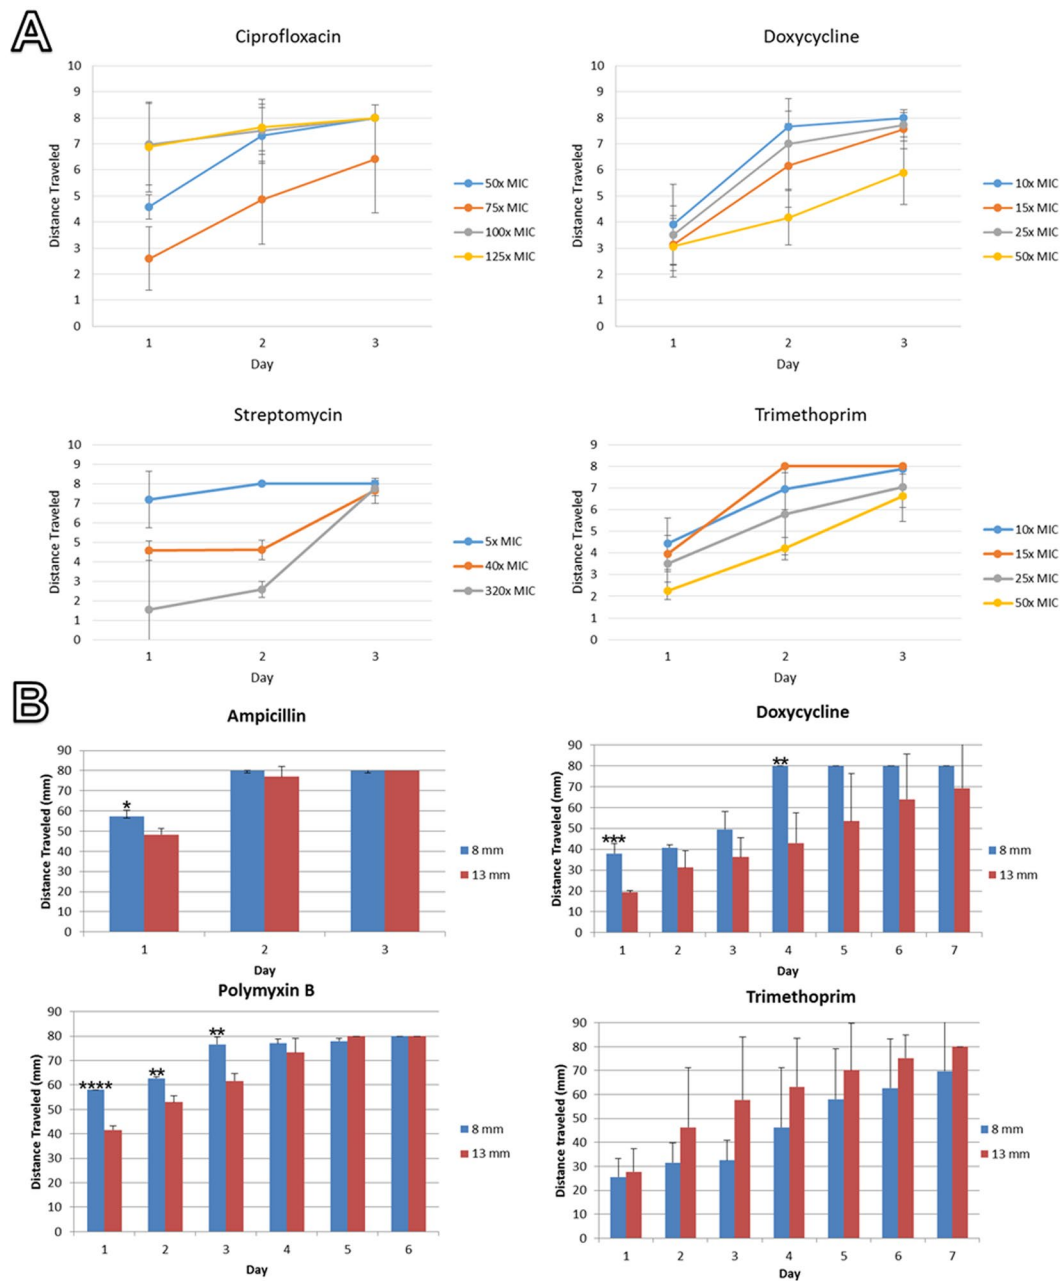 A
Ciprofloxacin
10
9
8
7
6
5
4
3
2
1
0
Distance Traveled
1 2 3
Day
50x MIC
75x MIC
100x MIC
125x MIC
Doxycycline
10
9
8
7
6
5
4
3
2
1
0
Distance Traveled
1 2 3
Day
10x MIC
15x MIC
25x MIC
50x MIC
Streptomycin
10
9
8
7
6
5
4
3
2
1
0
Distance Traveled
1 2 3
Day
5x MIC
40x MIC
320x MIC
Trimethoprim
9
8
7
6
5
4
3
2
1
0
Distance Traveled
1 2 3
Day
10x MIC
15x MIC
25x MIC
50x MIC
B
Ampicillin
90
80
70
60
50
40
30
20
10
0
Distance Traveled (mm)
*
1 2 3
Day
8 mm
13 mm
Doxycycline
90
80
70
60
50
40
30
20
10
0
Distance Traveled (mm)
***
**
1 2 3 4 5 6 7
Day
8 mm
13 mm
Polymyxin B
90
80
70
60
50
40
30
20
10
0
Distance Traveled (mm)
****
**
**
1 2 3 4 5 6
Day
8 mm
13 mm
Trimethoprim
90
80
70
60
50
40
30
20
10
0
Distance traveled (mm)
1 2 3 4 5 6 7
Day
8 mm
13 mm